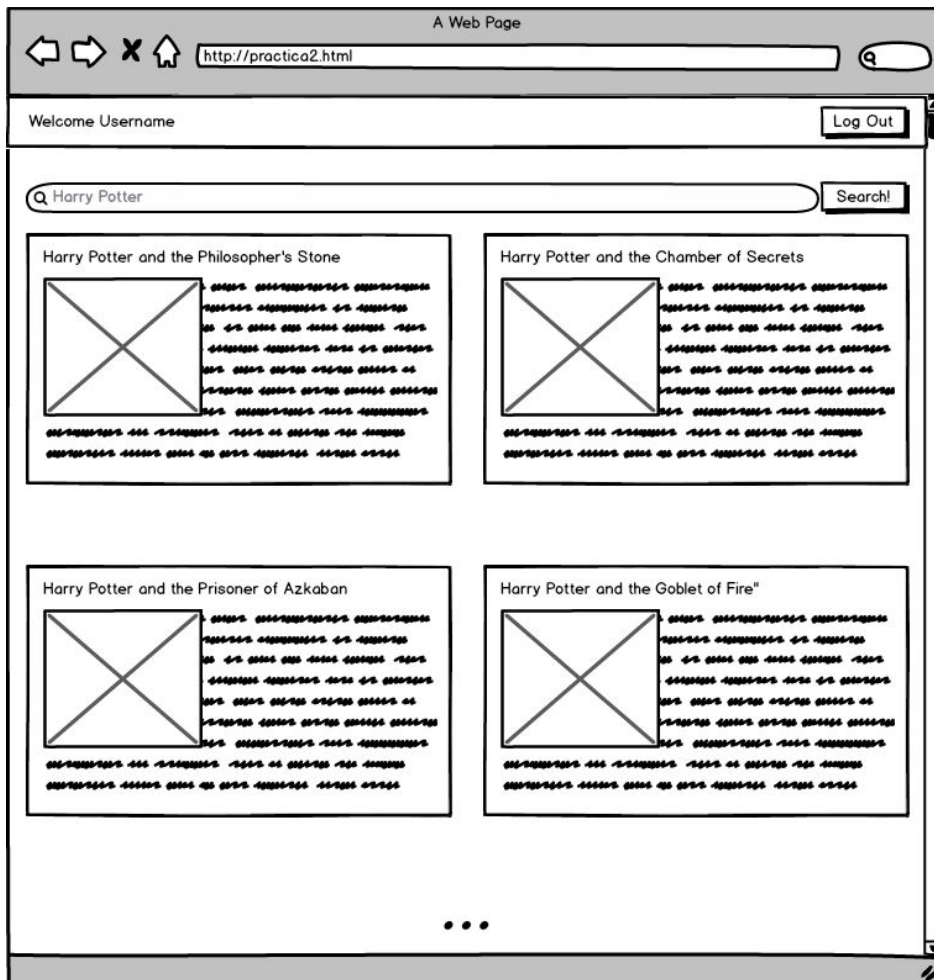 A Web Page
http://practica2.html
Welcome Username
Log Out
Harry Potter
Search!
Harry Potter and the Philosopher's Stone
Harry Potter and the Chamber of Secrets
Harry Potter and the Prisoner of Azkaban
Harry Potter and the Goblet of Fire"